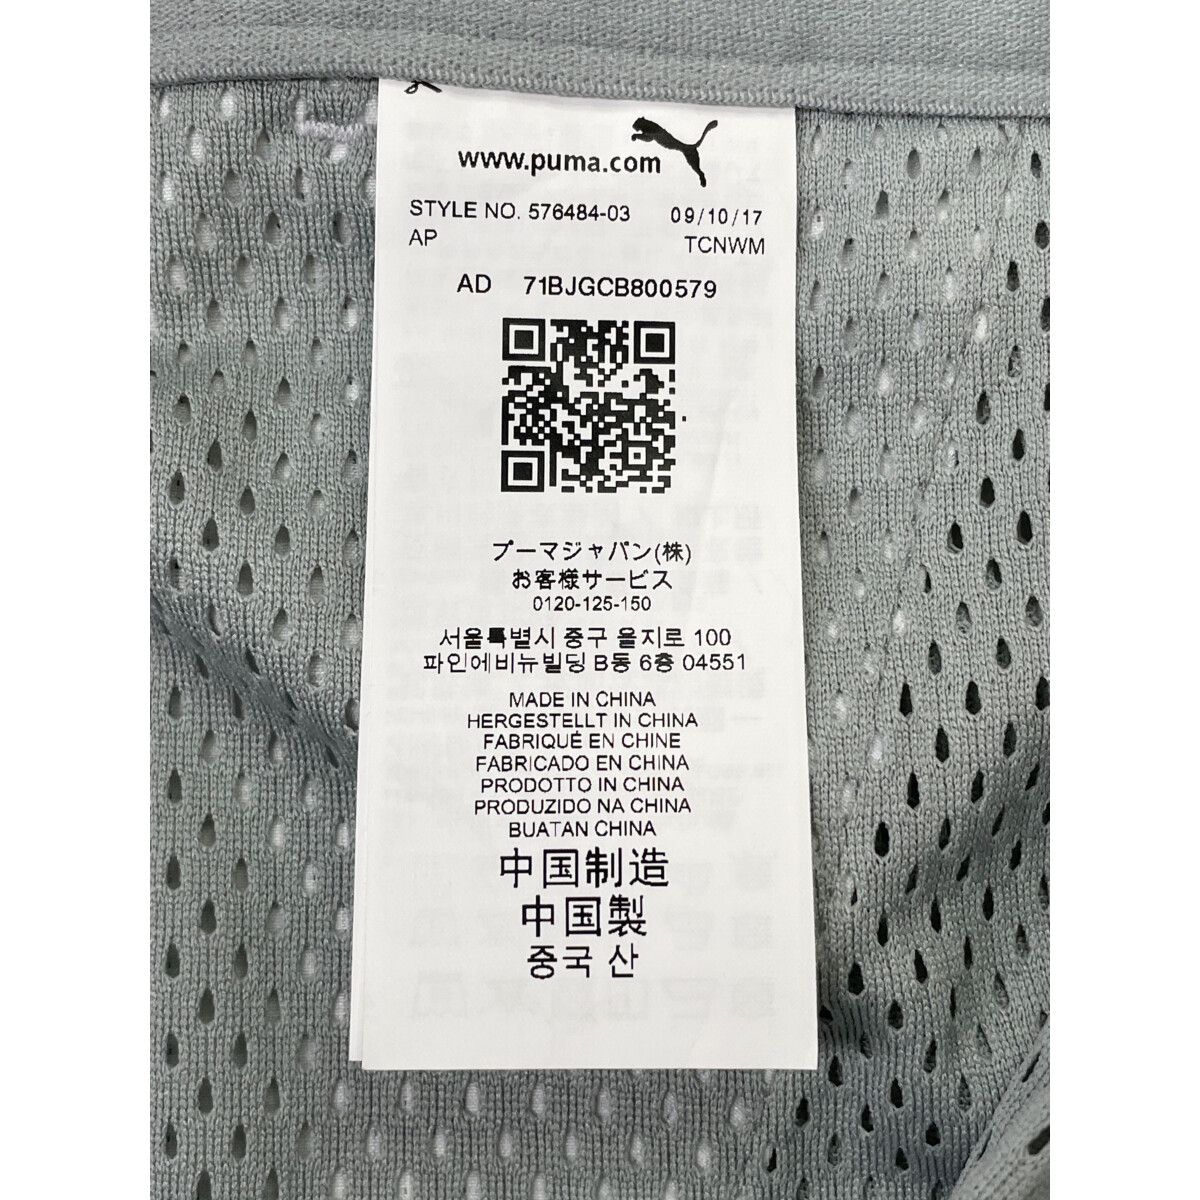 www.puma.com
STYLE NO. 576484-03 09/10/17
AP TCNWM
AD 71BJGCB800579
プーマジャパン(株)
お客様サービス
0120-125-150
서울특별시 중구 을지로 100
파인에비뉴빌딩 B동 6층 04551
MADE IN CHINA
HERGESTELLT IN CHINA
FABRIQUÉ EN CHINE
FABRICADO EN CHINA
PRODOTTO IN CHINA
PRODUZIDO NA CHINA
BUATAN CHINA
中国制造
中国製
중국 산